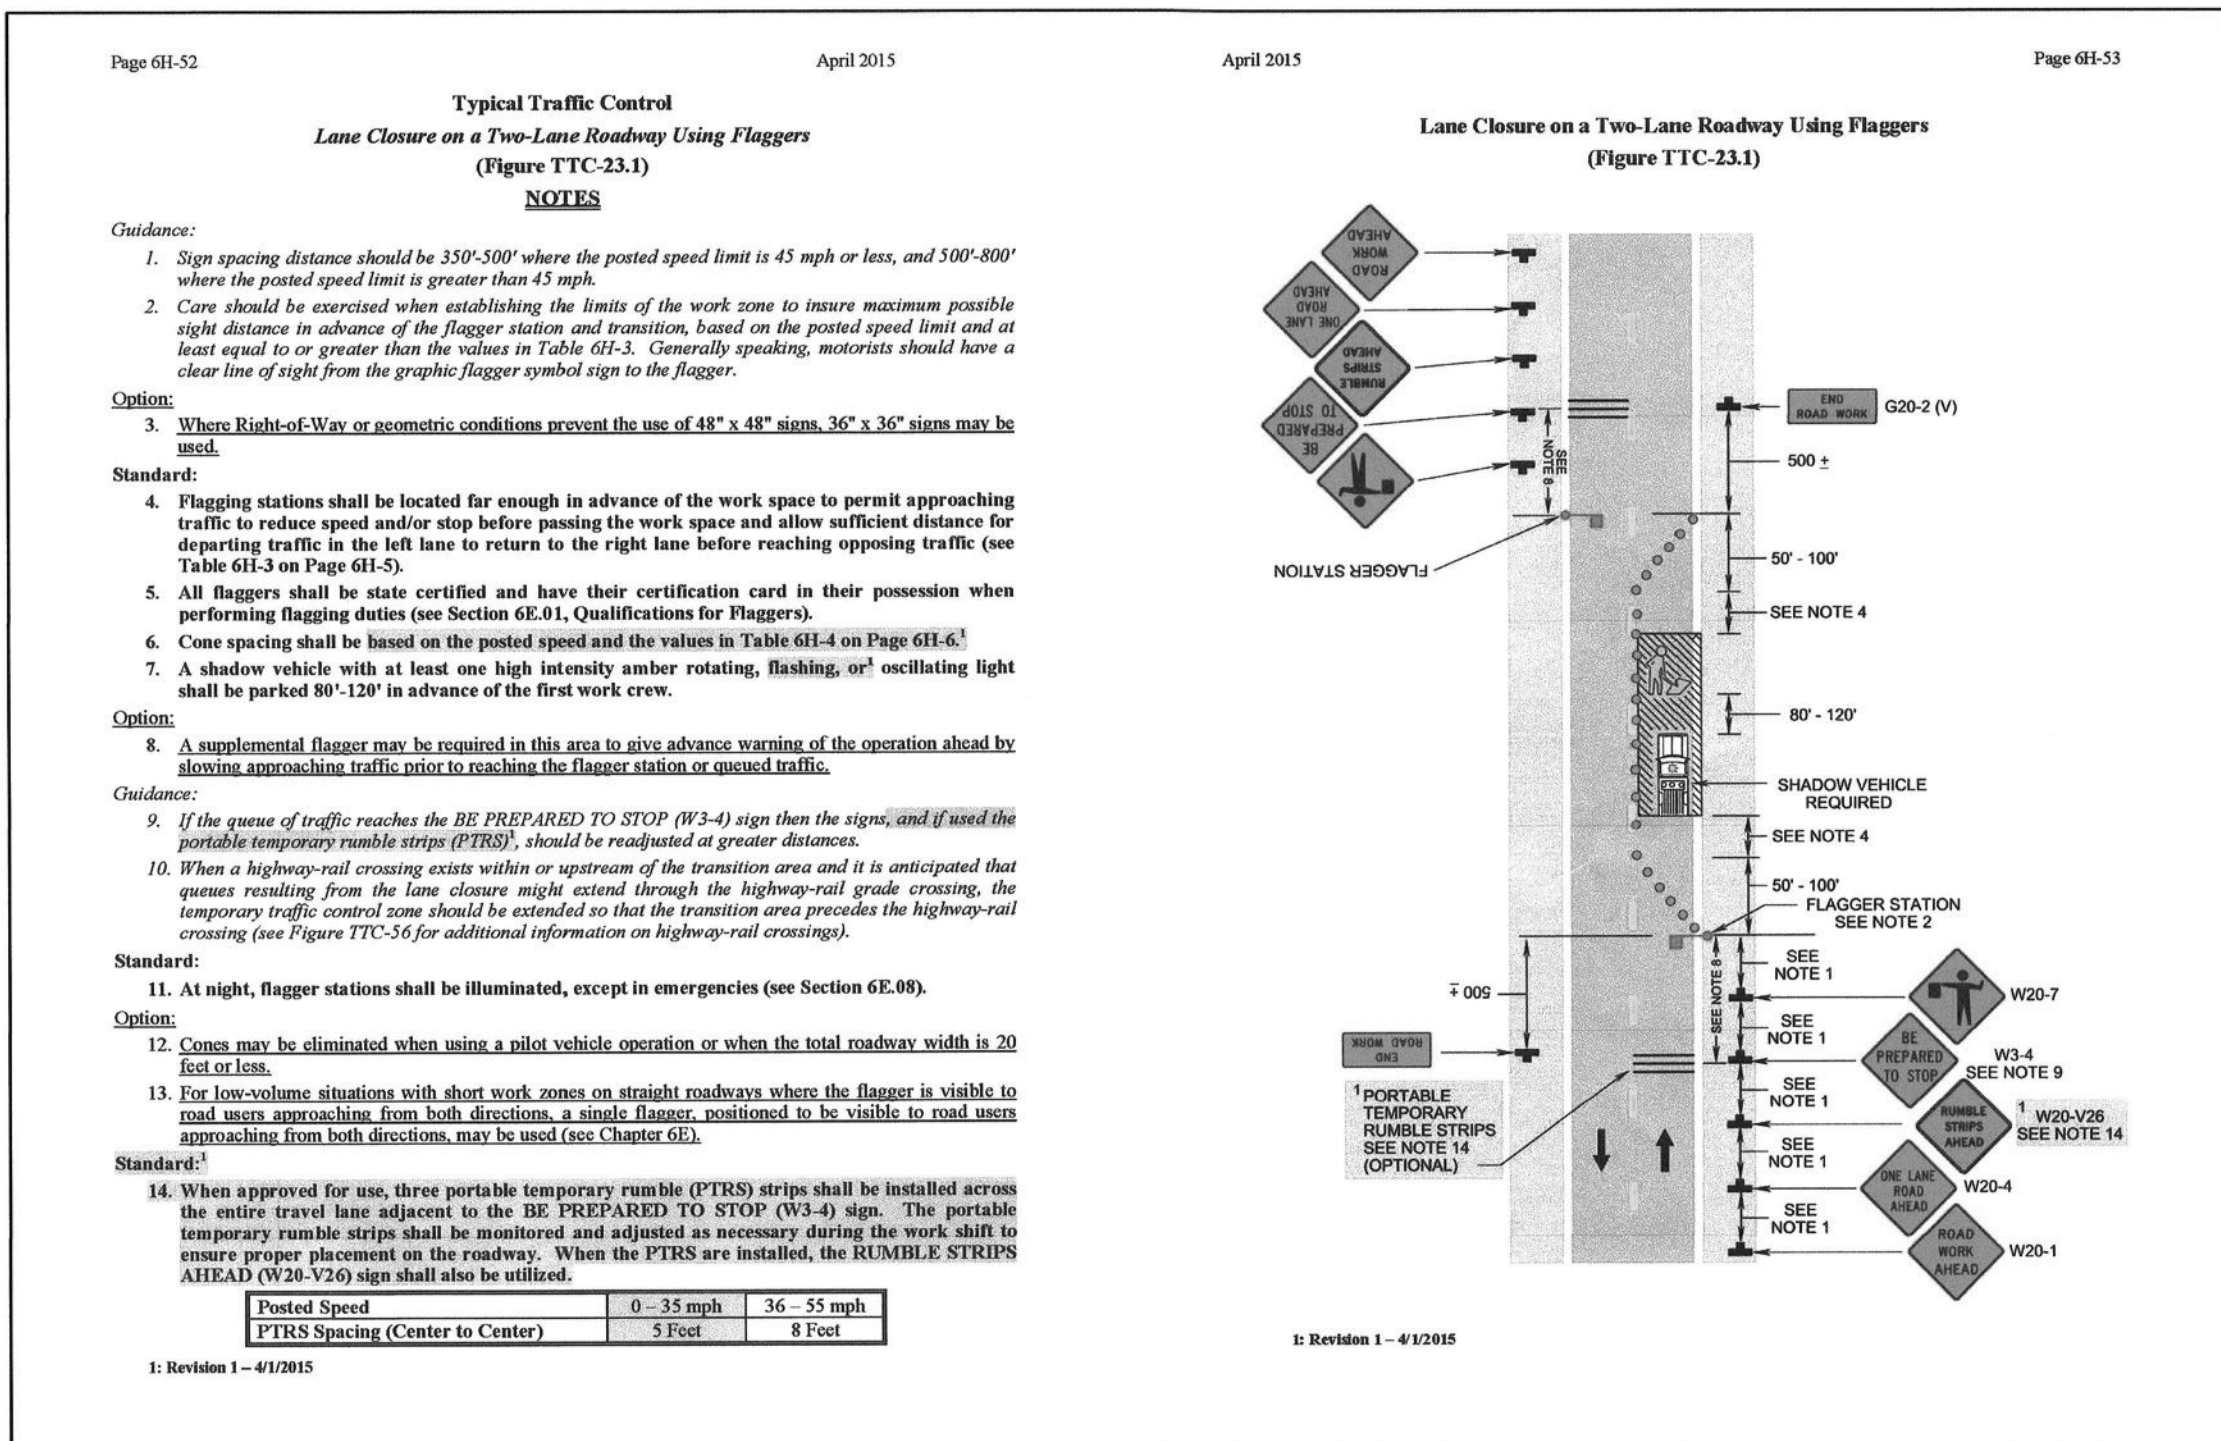 Page 6H-52
April 2015
Typical Traffic Control
Lane Closure on a Two-Lane Roadway Using Flaggers
(Figure TTC-23.1)
NOTES
Guidance:
1. Sign spacing distance should be 350'-500' where the posted speed limit is 45 mph or less, and 500'-800'
where the posted speed limit is greater than 45 mph.
2. Care should be exercised when establishing the limits of the work zone to insure maximum possible
sight distance in advance of the flagger station and transition, based on the posted speed limit and at
least equal to or greater than the values in Table 6H-3. Generally speaking, motorists should have a
clear line of sight from the graphic flagger symbol sign to the flagger.
Option:
3. Where Right-of-Way or geometric conditions prevent the use of 48" x 48" signs, 36" x 36" signs may be
used.
Standard:
4. Flagging stations shall be located far enough in advance of the work space to permit approaching
traffic to reduce speed and/or stop before passing the work space and allow sufficient distance for
departing traffic in the left lane to return to the right lane before reaching opposing traffic (see
Table 6H-3 on Page 6H-5).
5. All flaggers shall be state certified and have their certification card in their possession when
performing flagging duties (see Section 6E.01, Qualifications for Flaggers).
6. Cone spacing shall be based on the posted speed and the values in Table 6H-4 on Page 6H-6.¹
7. A shadow vehicle with at least one high intensity amber rotating, flashing, or¹ oscillating light
shall be parked 80'-120' in advance of the first work crew.
Option:
8. A supplemental flagger may be required in this area to give advance warning of the operation ahead by
slowing approaching traffic prior to reaching the flagger station or queued traffic.
Guidance:
9. If the queue of traffic reaches the BE PREPARED TO STOP (W3-4) sign then the signs, and if used the
portable temporary rumble strips (PTRS)¹, should be readjusted at greater distances.
10. When a highway-rail crossing exists within or upstream of the transition area and it is anticipated that
queues resulting from the lane closure might extend through the highway-rail grade crossing, the
temporary traffic control zone should be extended so that the transition area precedes the highway-rail
crossing (see Figure TTC-56 for additional information on highway-rail crossings).
Standard:
11. At night, flagger stations shall be illuminated, except in emergencies (see Section 6E.08).
Option:
12. Cones may be eliminated when using a pilot vehicle operation or when the total roadway width is 20
feet or less.
13. For low-volume situations with short work zones on straight roadways where the flagger is visible to
road users approaching from both directions, a single flagger, positioned to be visible to road users
approaching from both directions, may be used (see Chapter 6E).
Standard:¹
14. When approved for use, three portable temporary rumble (PTRS) strips shall be installed across
the entire travel lane adjacent to the BE PREPARED TO STOP (W3-4) sign. The portable
temporary rumble strips shall be monitored and adjusted as necessary during the work shift to
ensure proper placement on the roadway. When the PTRS are installed, the RUMBLE STRIPS
AHEAD (W20-V26) sign shall also be utilized.
Posted Speed 0 – 35 mph 36 – 55 mph
PTRS Spacing (Center to Center) 5 Feet 8 Feet
1: Revision 1 – 4/1/2015
April 2015
Page 6H-53
Lane Closure on a Two-Lane Roadway Using Flaggers
(Figure TTC-23.1)
ROAD
WORK
AHEAD
ONE LANE
ROAD
AHEAD
RUMBLE
STRIPS
AHEAD
BE
PREPARED
TO STOP
SEE
NOTE 8
FLAGGER STATION
END
ROAD WORK
G20-2 (V)
500 ±
50' - 100'
SEE NOTE 4
80' - 120'
SHADOW VEHICLE
REQUIRED
SEE NOTE 4
50' - 100'
FLAGGER STATION
SEE NOTE 2
500 ±
END
ROAD WORK
SEE NOTE 8
SEE
NOTE 1
W20-7
SEE
NOTE 1
BE
PREPARED
TO STOP
W3-4
SEE NOTE 9
SEE
NOTE 1
RUMBLE
STRIPS
AHEAD
¹ W20-V26
SEE NOTE 14
SEE
NOTE 1
ONE LANE
ROAD
AHEAD
W20-4
SEE
NOTE 1
ROAD
WORK
AHEAD
W20-1
¹ PORTABLE
TEMPORARY
RUMBLE STRIPS
SEE NOTE 14
(OPTIONAL)
1: Revision 1 – 4/1/2015